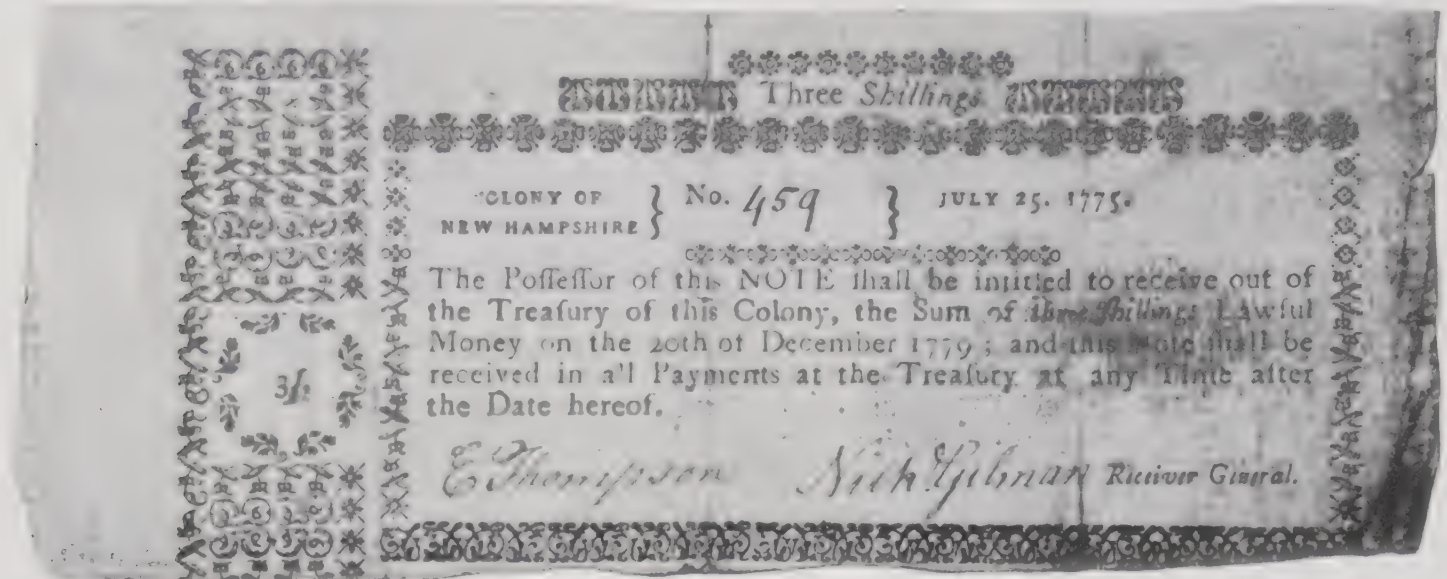 Three Shillings
COLONY OF
NEW HAMPSHIRE } No. 459 } JULY 25. 1775.
The Poſſeſſor of this NOTE ſhall be intitled to receive out of
the Treaſury of this Colony, the Sum of three ſhillings Lawful
Money on the 20th of December 1779 ; and this Note ſhall be
received in all Payments at the Treaſury at any Time after
the Date hereof.
3/
E Thompson Nich Gilman Receiver General.